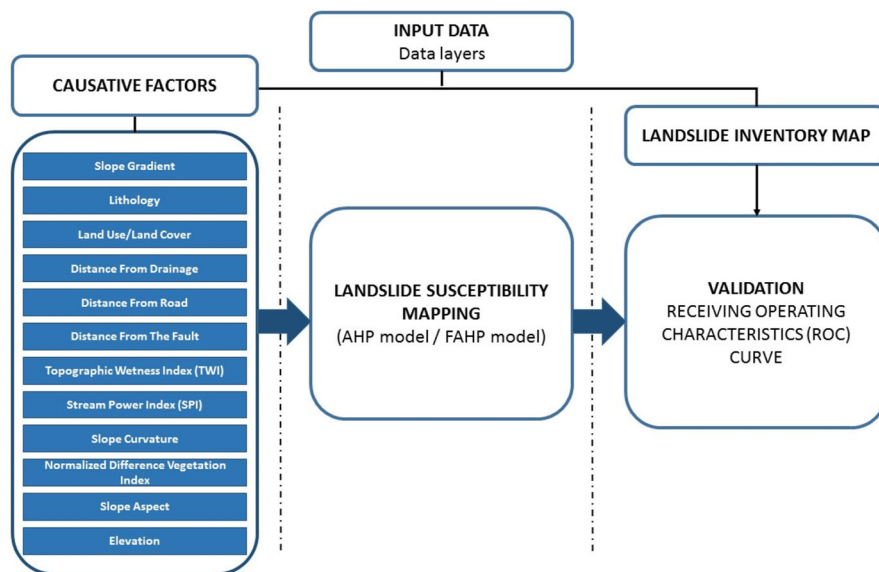 INPUT DATA
Data layers
CAUSATIVE FACTORS
Slope Gradient
Lithology
Land Use/Land Cover
Distance From Drainage
Distance From Road
Distance From The Fault
Topographic Wetness Index (TWI)
Stream Power Index (SPI)
Slope Curvature
Normalized Difference Vegetation
Index
Slope Aspect
Elevation
LANDSLIDE SUSCEPTIBILITY
MAPPING
(AHP model / FAHP model)
LANDSLIDE INVENTORY MAP
VALIDATION
RECEIVING OPERATING
CHARACTERISTICS (ROC)
CURVE